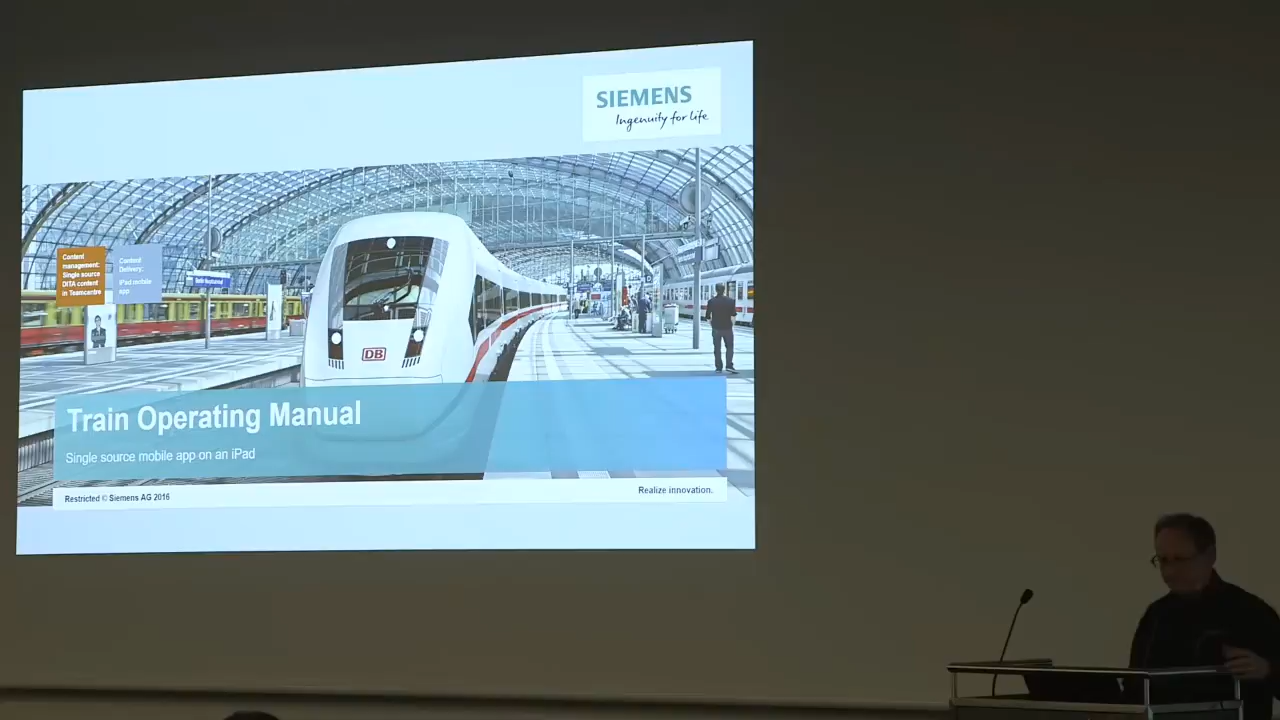 SIEMENS
Ingenuity for life
Content
management:
Single source
DITA content
in Teamcentre
Content
Delivery:
iPad mobile
app
DB
Train Operating Manual
Single source mobile app on an iPad
Restricted © Siemens AG 2016
Realize innovation.